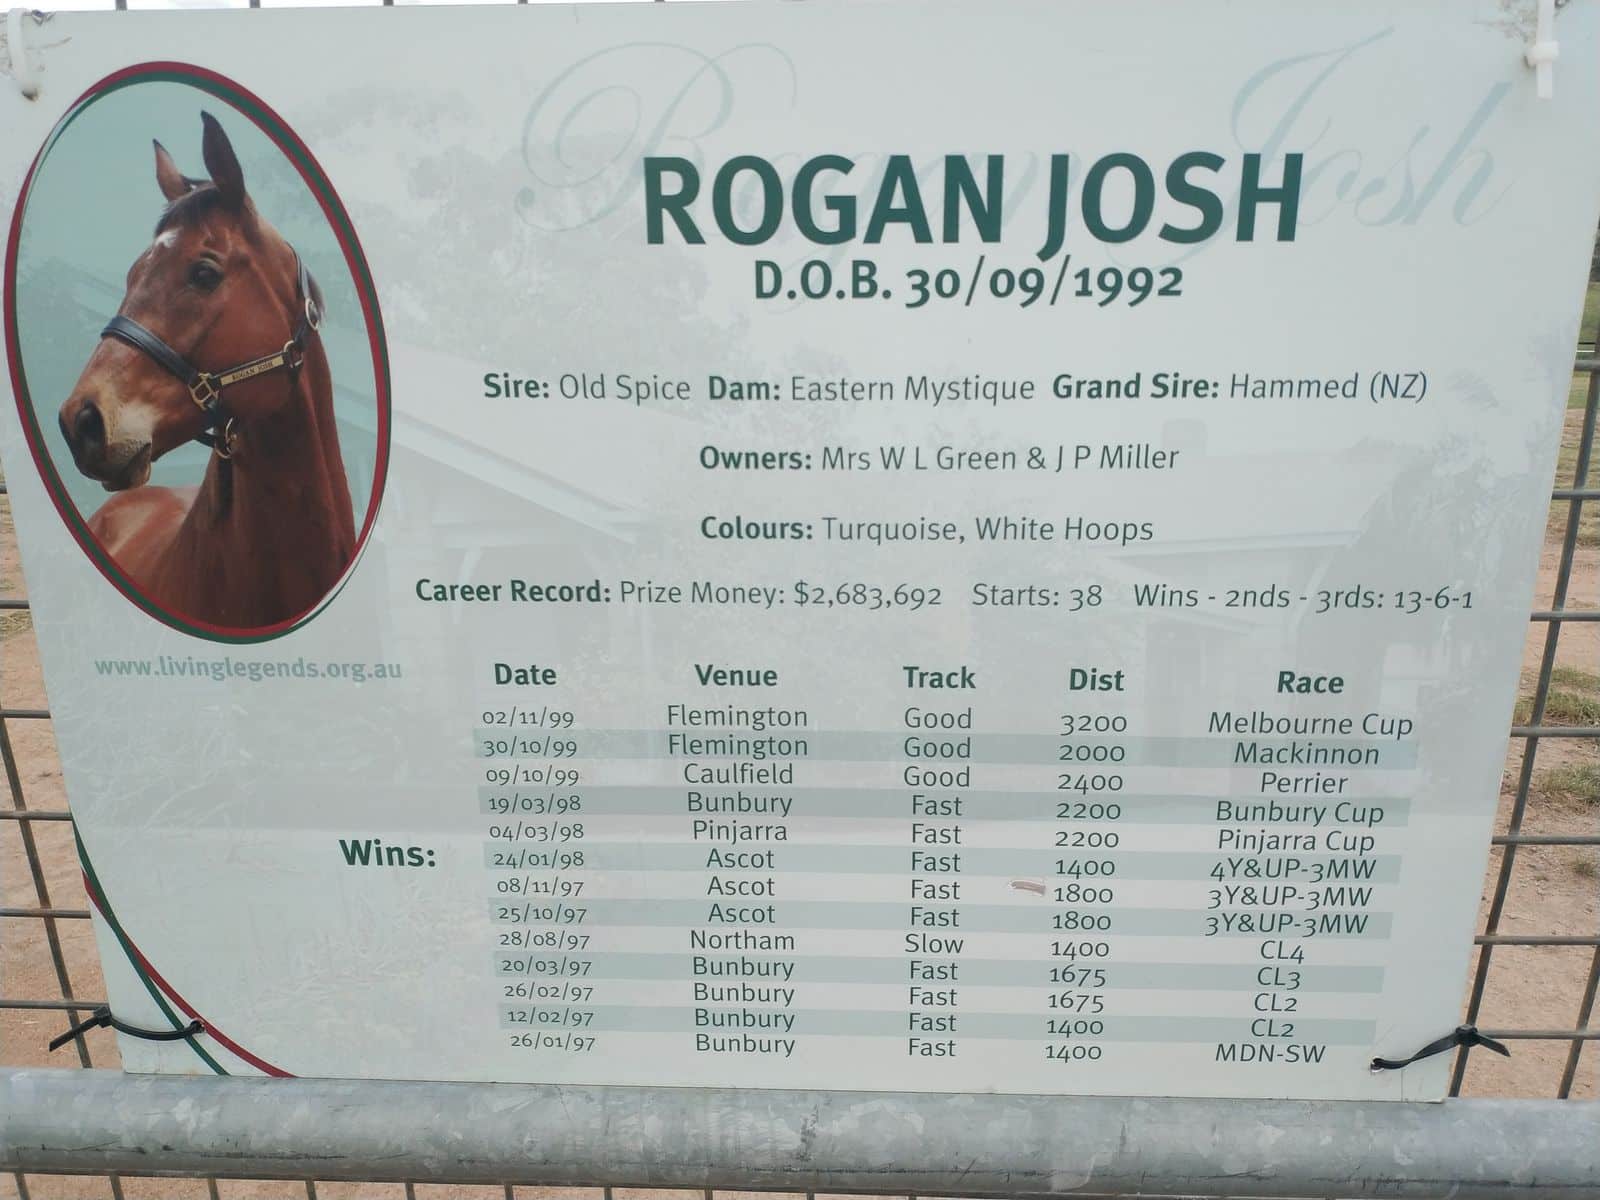 Rogan Josh
ROGAN JOSH
D.O.B. 30/09/1992
Sire: Old Spice Dam: Eastern Mystique Grand Sire: Hammed (NZ)
Owners: Mrs W L Green & J P Miller
Colours: Turquoise, White Hoops
Career Record: Prize Money: $2,683,692 Starts: 38 Wins - 2nds - 3rds: 13-6-1
ROGAN JOSH
www.livinglegends.org.au
Date Venue Track Dist Race
02/11/99 Flemington Good 3200 Melbourne Cup
30/10/99 Flemington Good 2000 Mackinnon
09/10/99 Caulfield Good 2400 Perrier
19/03/98 Bunbury Fast 2200 Bunbury Cup
04/03/98 Pinjarra Fast 2200 Pinjarra Cup
Wins: 24/01/98 Ascot Fast 1400 4Y&UP-3MW
08/11/97 Ascot Fast 1800 3Y&UP-3MW
25/10/97 Ascot Fast 1800 3Y&UP-3MW
28/08/97 Northam Slow 1400 CL4
20/03/97 Bunbury Fast 1675 CL3
26/02/97 Bunbury Fast 1675 CL2
12/02/97 Bunbury Fast 1400 CL2
26/01/97 Bunbury Fast 1400 MDN-SW